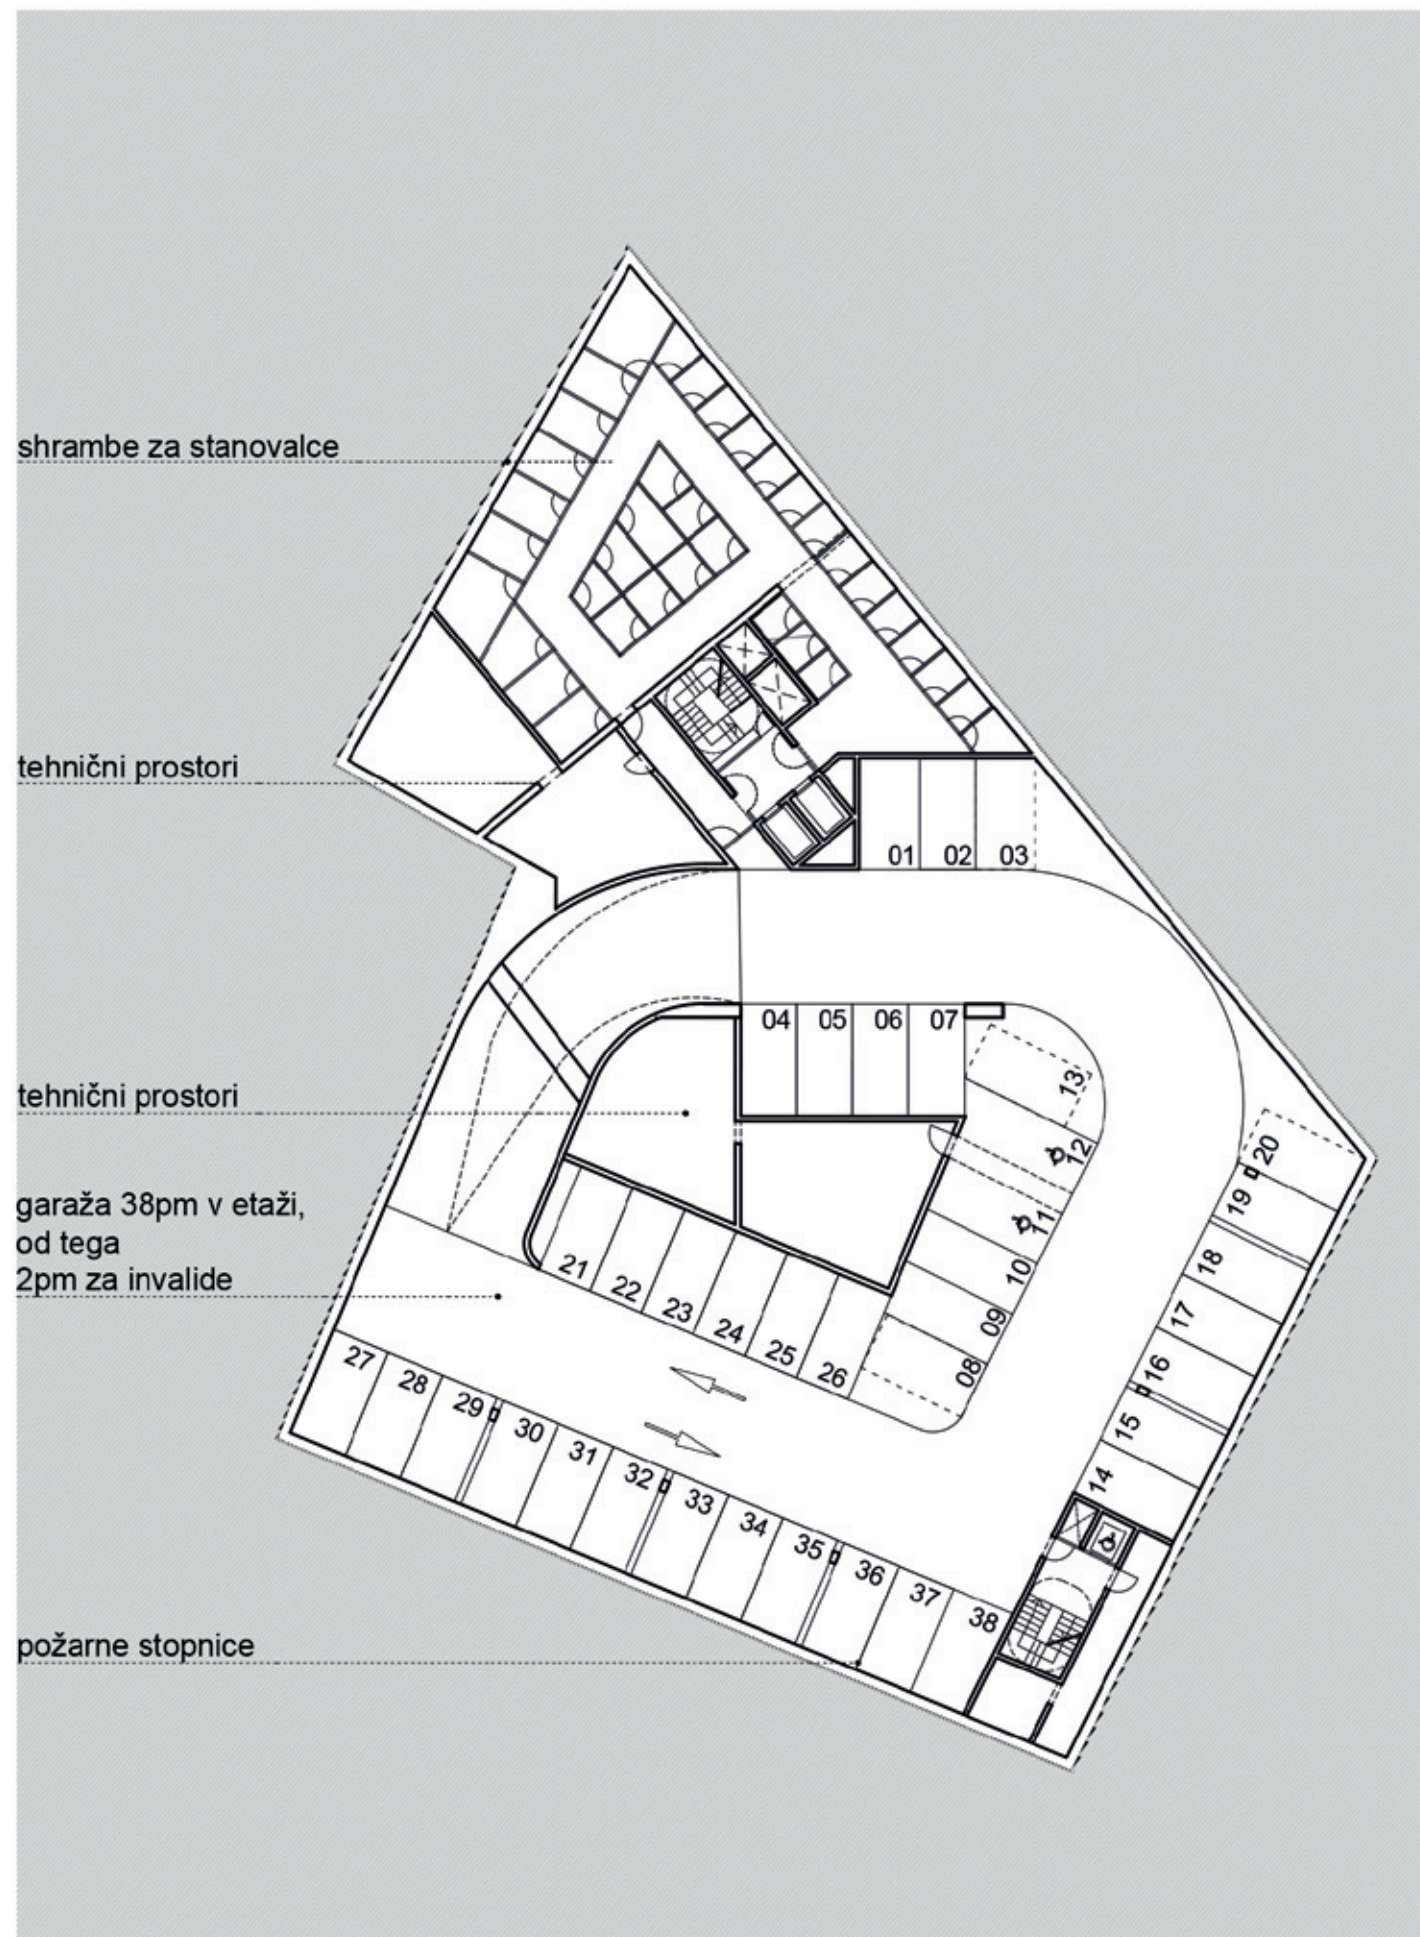 shrambe za stanovalce
tehnični prostori
01 02 03
04 05 06 07
tehnični prostori
13
12
11
10
09
08
20
19
18
17
16
15
14
garaža 38pm v etaži,
od tega
2pm za invalide
21 22 23 24 25 26
27 28 29 30 31 32 33 34 35 36 37 38
požarne stopnice